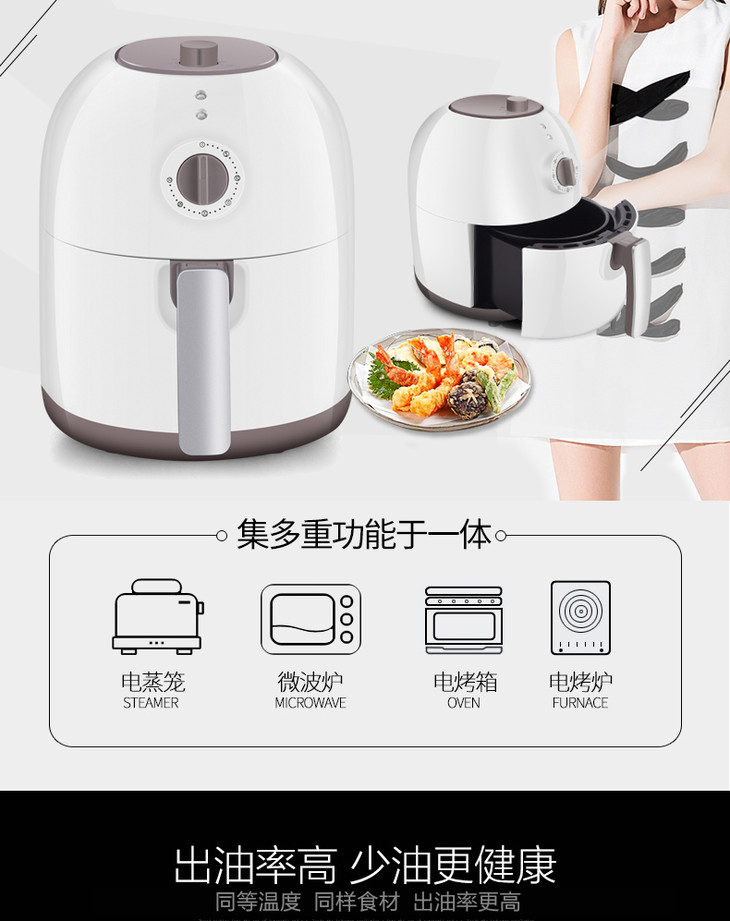 集多重功能于一体
电蒸笼 微波炉 电烤箱 电烤炉
STEAMER MICROWAVE OVEN FURNACE
出油率高 少油更健康
同等温度 同样食材 出油率更高